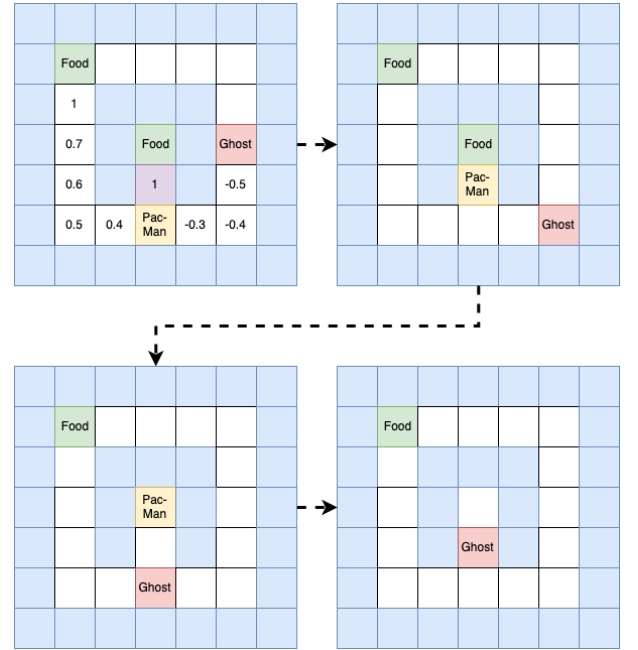 Food
1
0.7 Food Ghost
0.6 1 -0.5
0.5 0.4 Pac-
Man -0.3 -0.4
Food
Food
Pac-
Man
Ghost
Food
Pac-
Man
Ghost
Food
Ghost